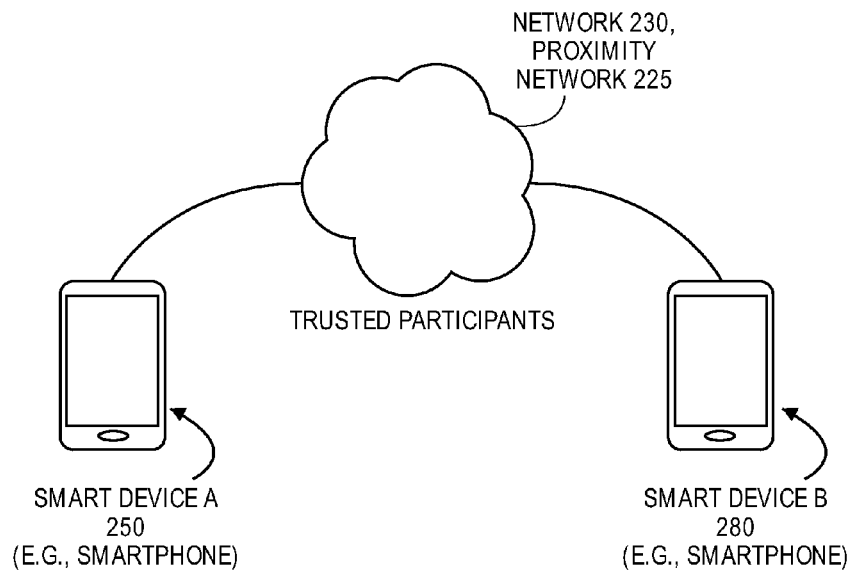 NETWORK 230,
PROXIMITY
NETWORK 225
TRUSTED PARTICIPANTS
SMART DEVICE A
250
(E.G., SMARTPHONE)
SMART DEVICE B
280
(E.G., SMARTPHONE)